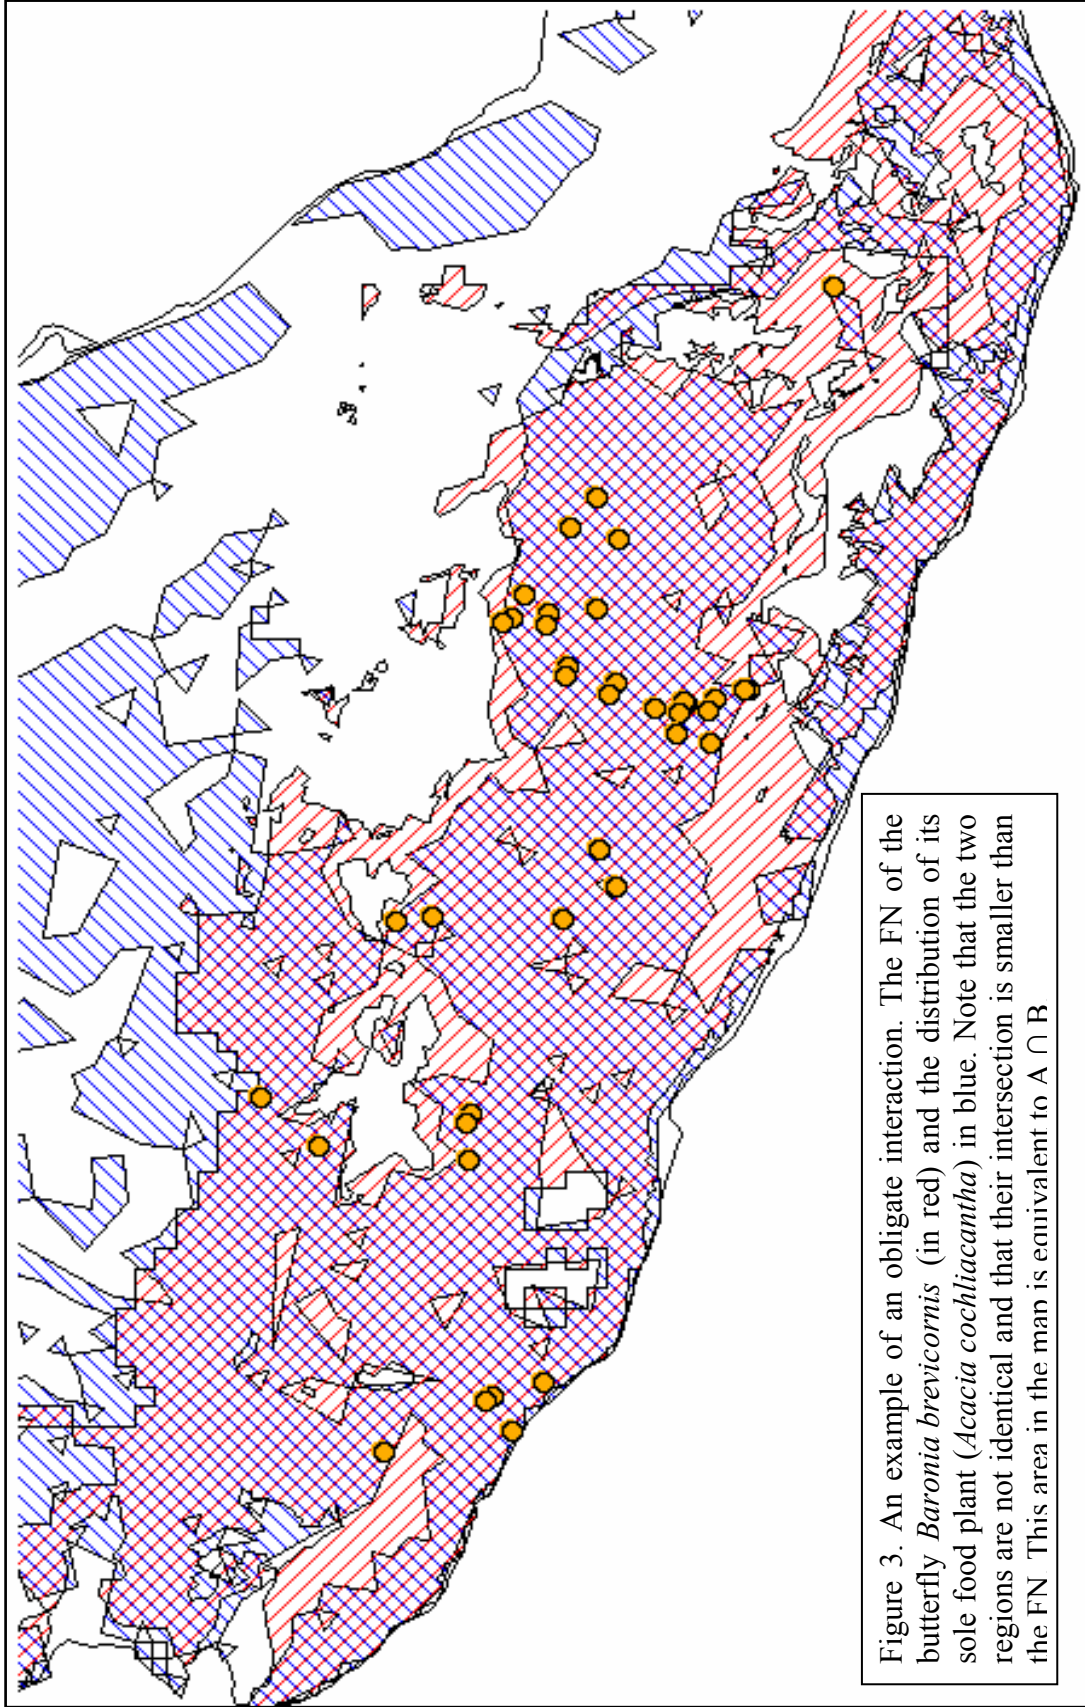 Figure 3. An example of an obligate interaction. The FN of the
butterfly Baronia brevicornis (in red) and the distribution of its
sole food plant (Acacia cochliacantha) in blue. Note that the two
regions are not identical and that their intersection is smaller than
the FN. This area in the map is equivalent to A ∩ B